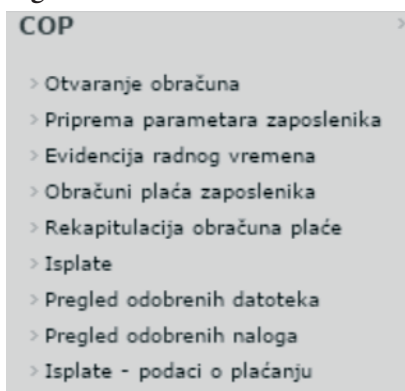 COP
Otvaranje obračuna
Priprema parametara zaposlenika
Evidencija radnog vremena
Obračuni plaća zaposlenika
Rekapitulacija obračuna plaće
Isplate
Pregled odobrenih datoteka
Pregled odobrenih naloga
Isplate - podaci o plaćanju